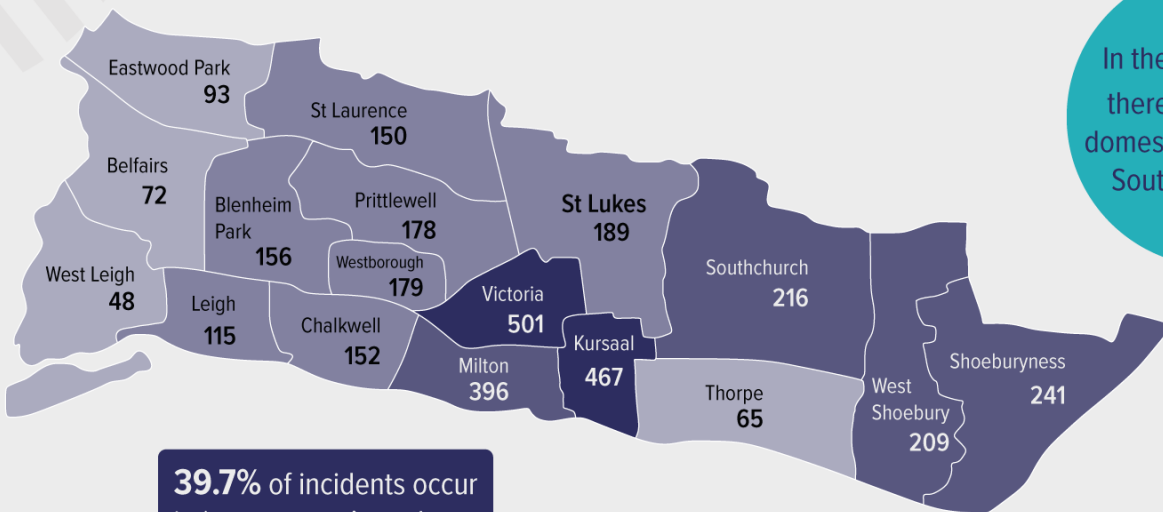 Eastwood Park
93
St Laurence
150
Belfairs
72
Blenheim
Park
156
Prittlewell
178
Westborough
179
St Lukes
189
West Leigh
48
Leigh
115
Chalkwell
152
Victoria
501
Milton
396
Kursaal
467
Southchurch
216
Thorpe
65
West
Shoebury
209
Shoeburyness
241
In the
there
domes
Sout
39.7% of incidents occur